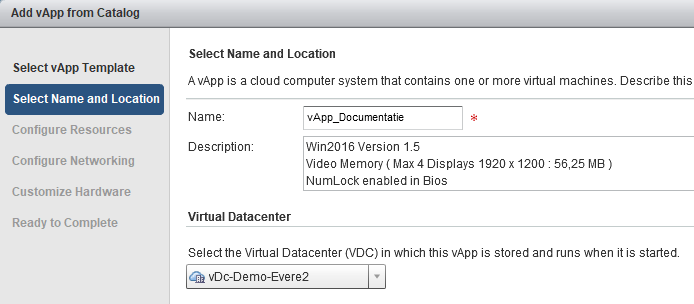 Add vApp from Catalog
Select vApp Template
Select Name and Location
Configure Resources
Configure Networking
Customize Hardware
Ready to Complete
Select Name and Location
A vApp is a cloud computer system that contains one or more virtual machines. Describe this
Name: vApp_Documentatie *
Description: Win2016 Version 1.5
Video Memory ( Max 4 Displays 1920 x 1200 : 56,25 MB )
NumLock enabled in Bios
Virtual Datacenter
Select the Virtual Datacenter (VDC) in which this vApp is stored and runs when it is started.
vDc-Demo-Evere2